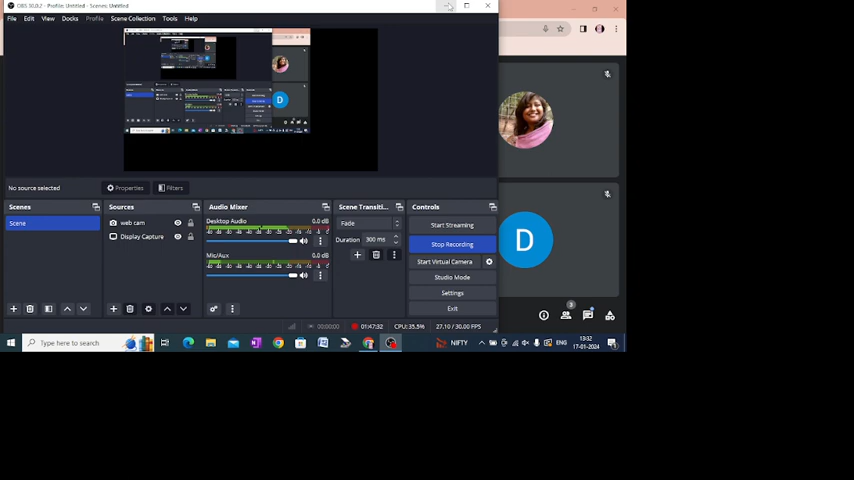 OBS 30.0.2 - Profile: Untitled - Scenes: Untitled
File Edit View Docks Profile Scene Collection Tools Help
No source selected Properties Filters
Scenes Sources Audio Mixer Scene Transiti... Controls
Scene
web cam
Display Capture
Desktop Audio 0.0 dB
Mic/Aux 0.0 dB
Fade
Duration 300 ms
Start Streaming
Stop Recording
Start Virtual Camera
Studio Mode
Settings
Exit
D
3
00:00:00 01:47:32 CPU:35.5% 27.10 / 30.00 FPS
Type here to search NIFTY ENG 13:32
17-01-2024